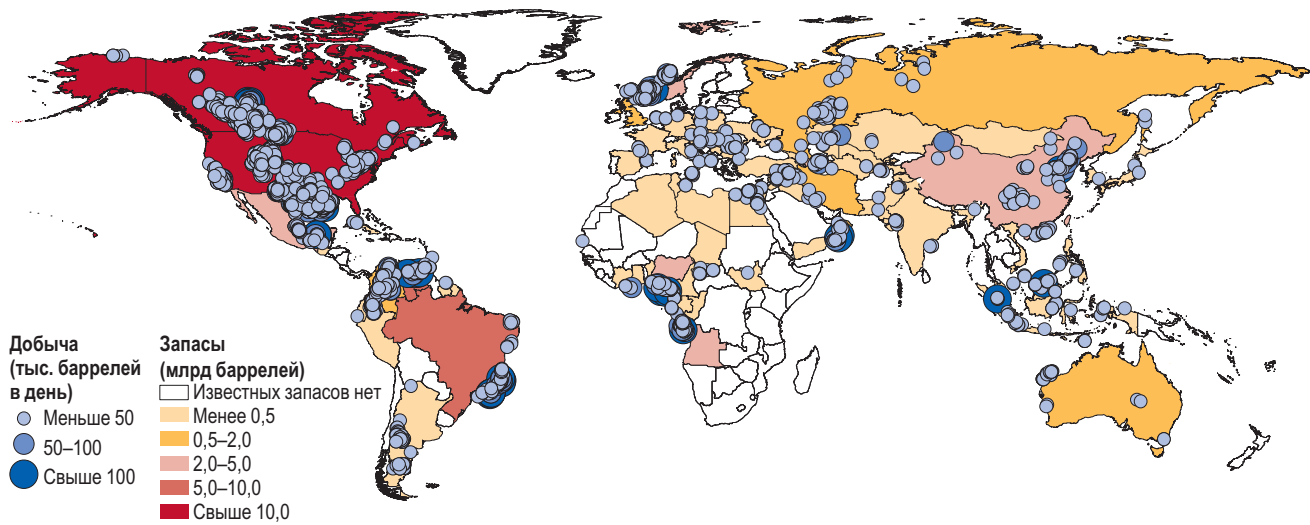 Добыча
(тыс. баррелей
в день)
Меньше 50
50–100
Свыше 100
Запасы
(млрд баррелей)
Известных запасов нет
Менее 0,5
0,5–2,0
2,0–5,0
5,0–10,0
Свыше 10,0